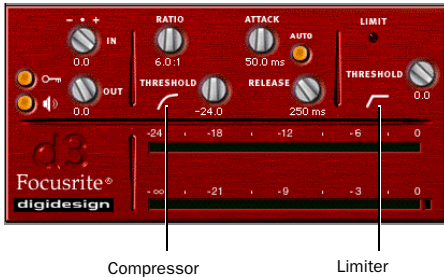 - • +
RATIO
ATTACK
LIMIT
IN
AUTO
0.0
6.0:1
50.0 ms
THRESHOLD
RELEASE
THRESHOLD
OUT
0.0
0.0
-24.0
250 ms
-24
-18
-12
-6
0
d3
Focusrite®
digidesign
-∞
-21
-9
-3
0
Compressor
Limiter